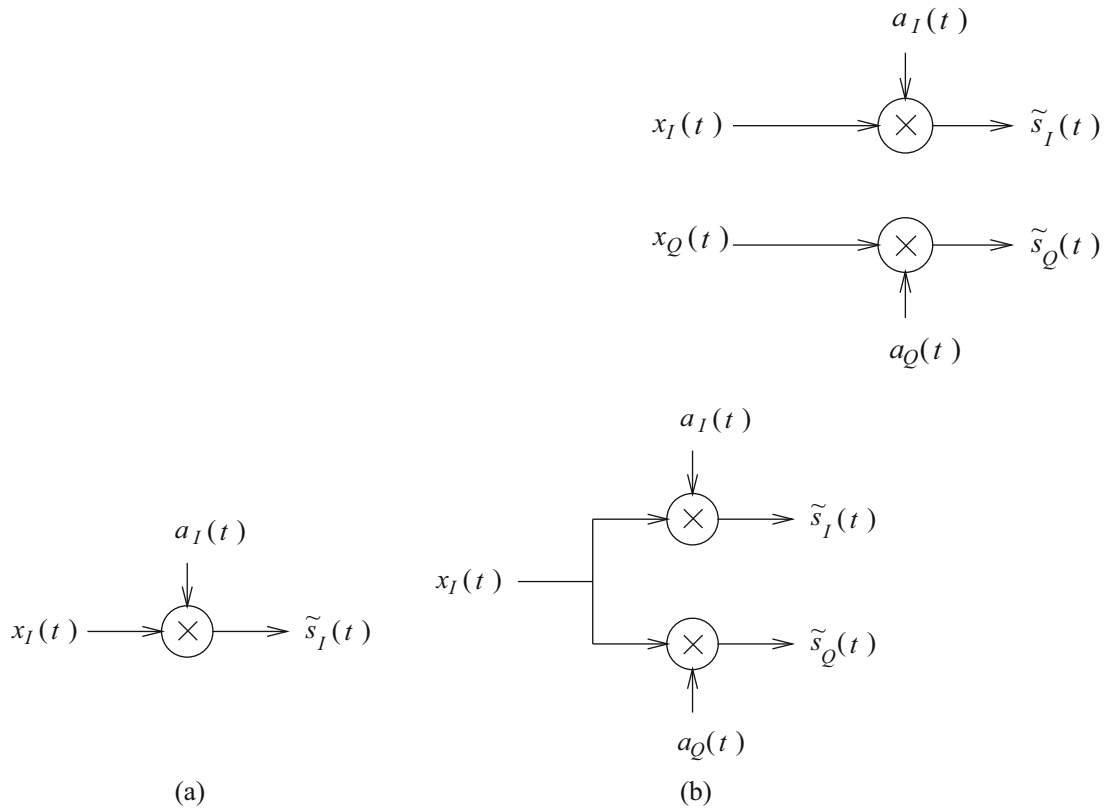 a_I(t)
x_I(t) × s̃_I(t)
x_Q(t) × s̃_Q(t)
a_Q(t)
a_I(t)
× s̃_I(t)
a_I(t)
x_I(t)
x_I(t) × s̃_I(t)
× s̃_Q(t)
a_Q(t)
(a) (b)